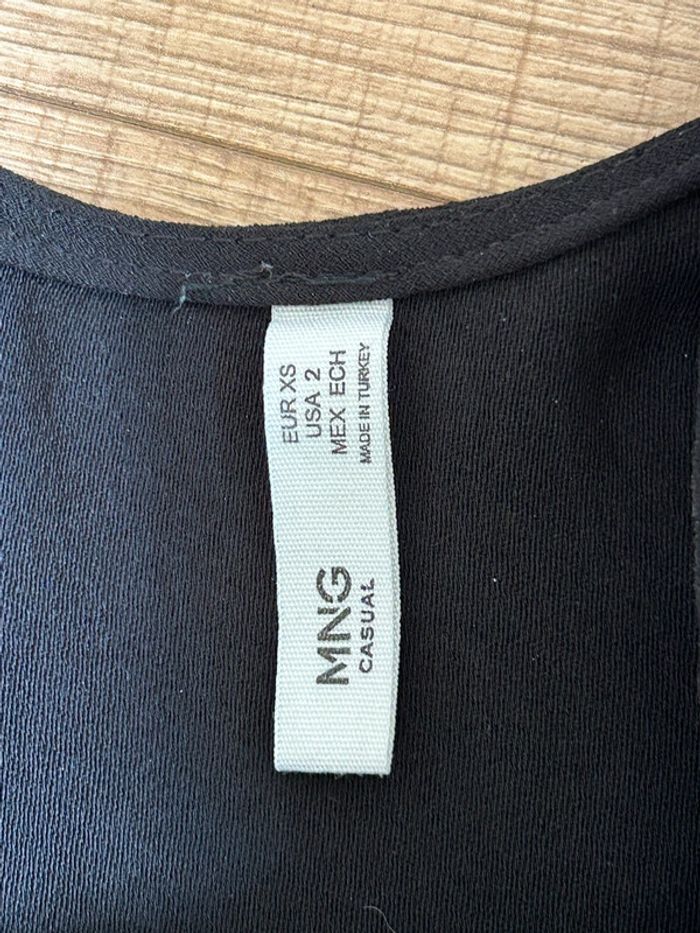 EUR XS
USA 2
MEX ECH
MADE IN TURKEY
MNG
CASUAL